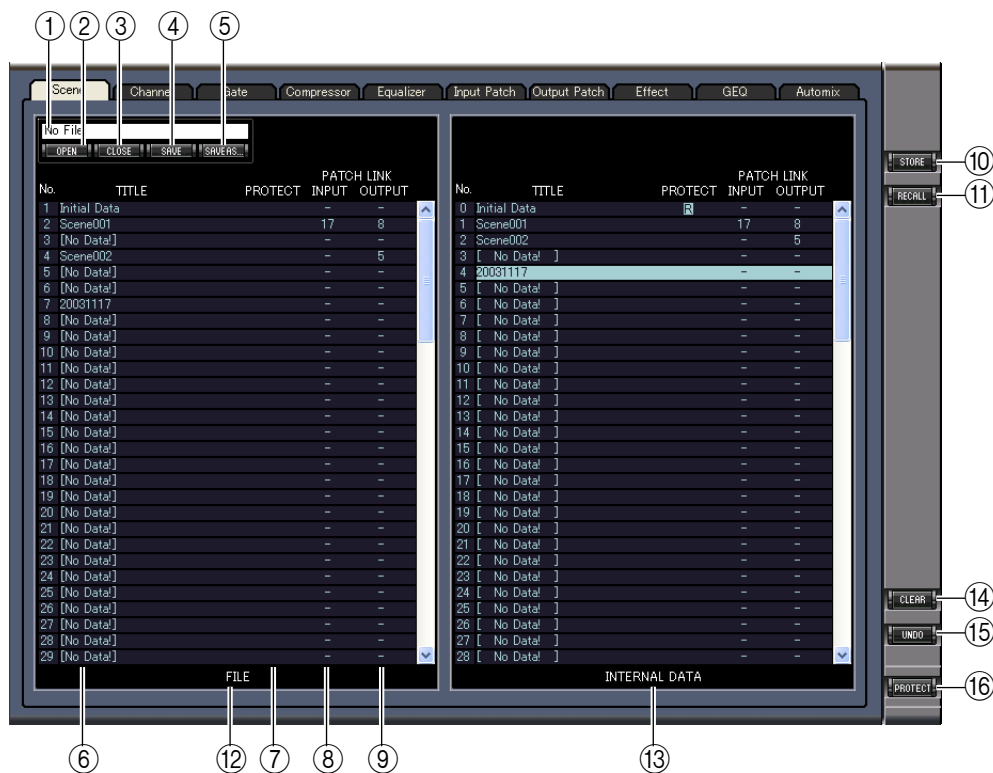 ① ② ③ ④ ⑤
Scene Channel Gate Compressor Equalizer Input Patch Output Patch Effect GEQ Automix
No File
OPEN CLOSE SAVE SAVE AS...
PATCH LINK
No. TITLE PROTECT INPUT OUTPUT
1 Initial Data - -
2 Scene001 17 8
3 [No Data!] - -
4 Scene002 - 5
5 [No Data!] - -
6 [No Data!] - -
7 20031117 - -
8 [No Data!] - -
9 [No Data!] - -
10 [No Data!] - -
11 [No Data!] - -
12 [No Data!] - -
13 [No Data!] - -
14 [No Data!] - -
15 [No Data!] - -
16 [No Data!] - -
17 [No Data!] - -
18 [No Data!] - -
19 [No Data!] - -
20 [No Data!] - -
21 [No Data!] - -
22 [No Data!] - -
23 [No Data!] - -
24 [No Data!] - -
25 [No Data!] - -
26 [No Data!] - -
27 [No Data!] - -
28 [No Data!] - -
29 [No Data!] - -
FILE
PATCH LINK
No. TITLE PROTECT INPUT OUTPUT
0 Initial Data R - -
1 Scene001 17 8
2 Scene002 - 5
3 [ No Data! ] - -
4 20031117 - -
5 [ No Data! ] - -
6 [ No Data! ] - -
7 [ No Data! ] - -
8 [ No Data! ] - -
9 [ No Data! ] - -
10 [ No Data! ] - -
11 [ No Data! ] - -
12 [ No Data! ] - -
13 [ No Data! ] - -
14 [ No Data! ] - -
15 [ No Data! ] - -
16 [ No Data! ] - -
17 [ No Data! ] - -
18 [ No Data! ] - -
19 [ No Data! ] - -
20 [ No Data! ] - -
21 [ No Data! ] - -
22 [ No Data! ] - -
23 [ No Data! ] - -
24 [ No Data! ] - -
25 [ No Data! ] - -
26 [ No Data! ] - -
27 [ No Data! ] - -
28 [ No Data! ] - -
INTERNAL DATA
STORE ⑩
RECALL ⑪
CLEAR ⑭
UNDO ⑮
PROTECT ⑯
⑥ ⑫ ⑦ ⑧ ⑨ ⑬